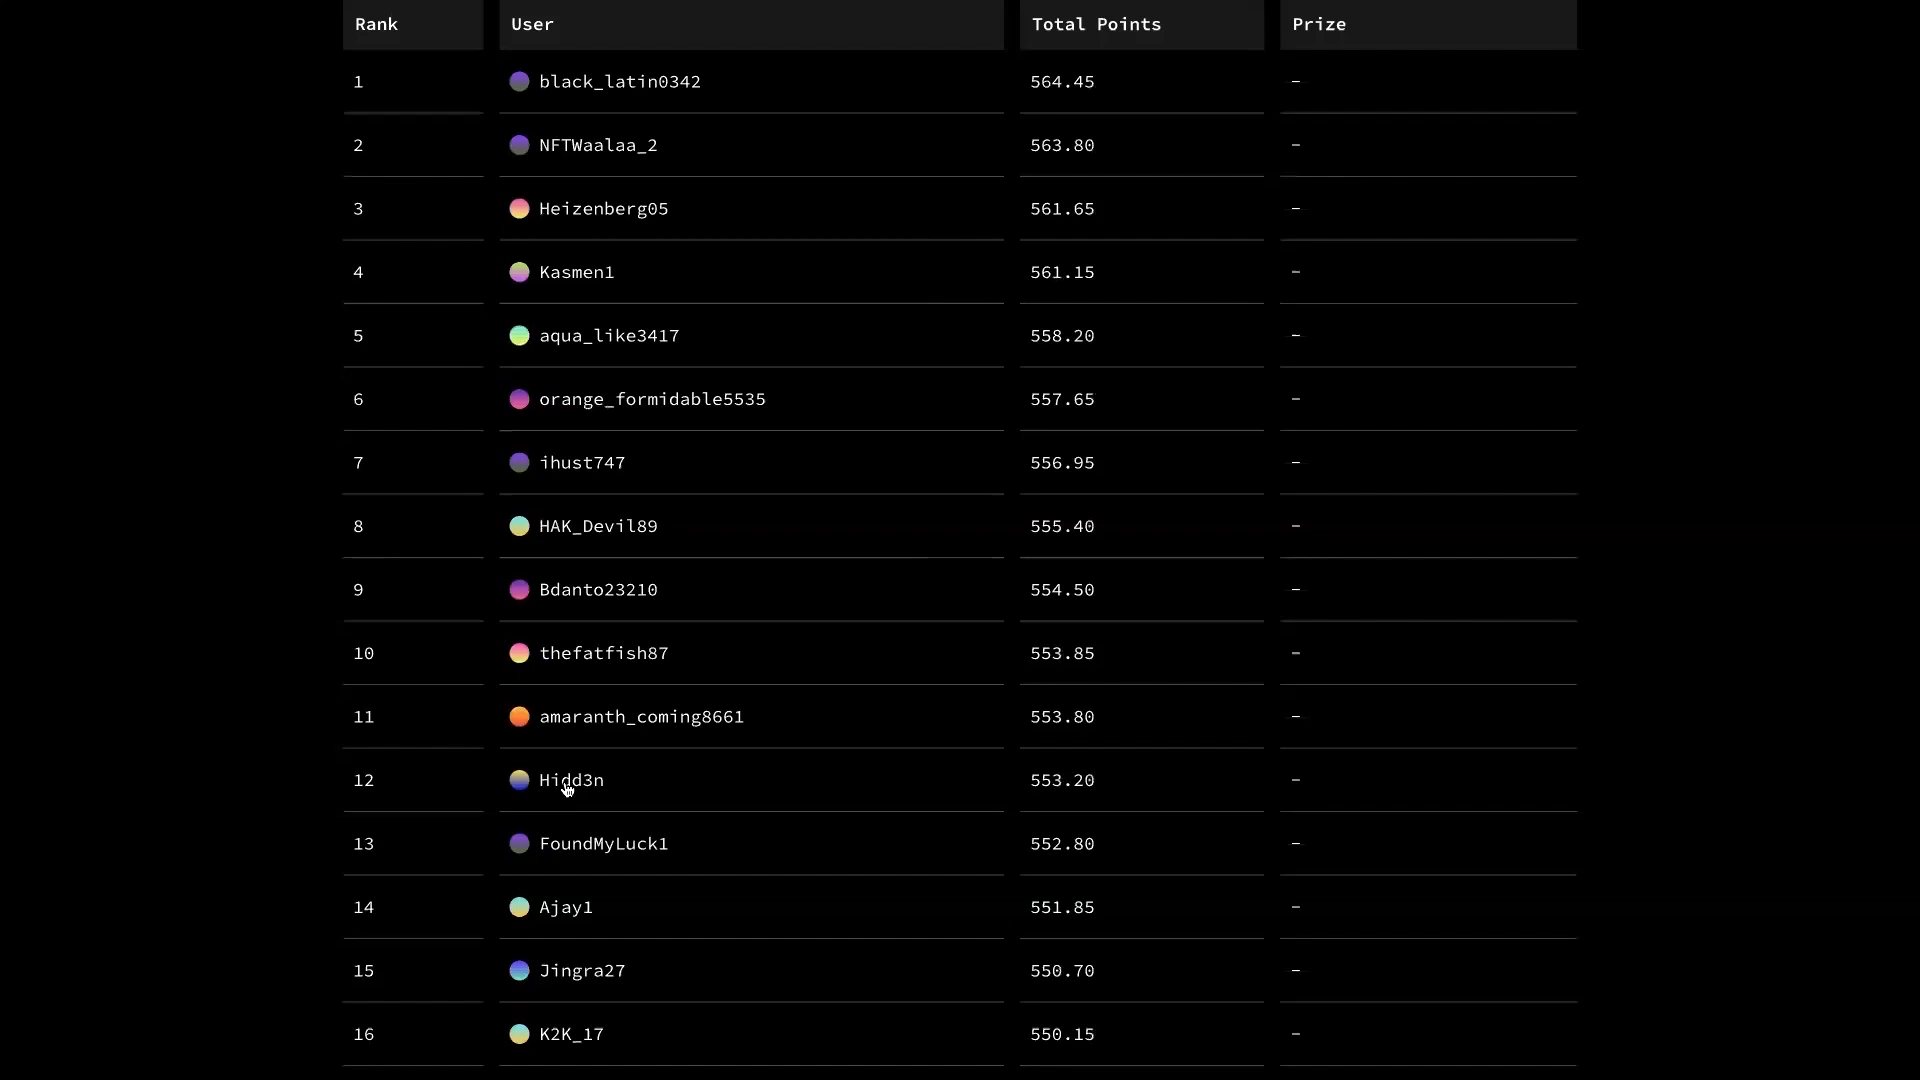 Rank User Total Points Prize
1 black_latin0342 564.45 –
2 NFTWaalaa_2 563.80 –
3 Heizenberg05 561.65 –
4 Kasmen1 561.15 –
5 aqua_like3417 558.20 –
6 orange_formidable5535 557.65 –
7 ihust747 556.95 –
8 HAK_Devil89 555.40 –
9 Bdanto23210 554.50 –
10 thefatfish87 553.85 –
11 amaranth_coming8661 553.80 –
12 Hidd3n 553.20 –
13 FoundMyLuck1 552.80 –
14 Ajay1 551.85 –
15 Jingra27 550.70 –
16 K2K_17 550.15 –